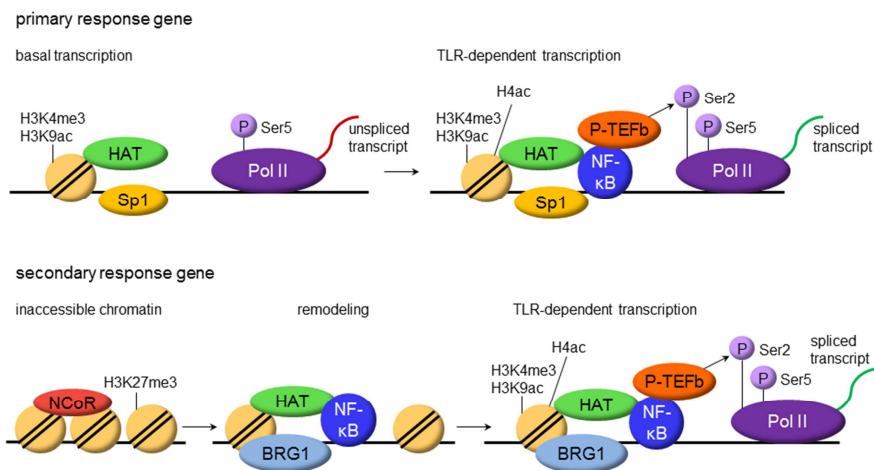 primary response gene
basal transcription
TLR-dependent transcription
H3K4me3
H3K9ac
HAT
Sp1
P
Ser5
Pol II
unspliced
transcript
H4ac
H3K4me3
H3K9ac
HAT
Sp1
P-TEFb
NF-
κB
P
Ser2
P
Ser5
Pol II
spliced
transcript
secondary response gene
inaccessible chromatin
remodeling
TLR-dependent transcription
NCoR
H3K27me3
HAT
NF-
κB
BRG1
H4ac
H3K4me3
H3K9ac
HAT
BRG1
P-TEFb
NF-
κB
P
Ser2
P
Ser5
Pol II
spliced
transcript